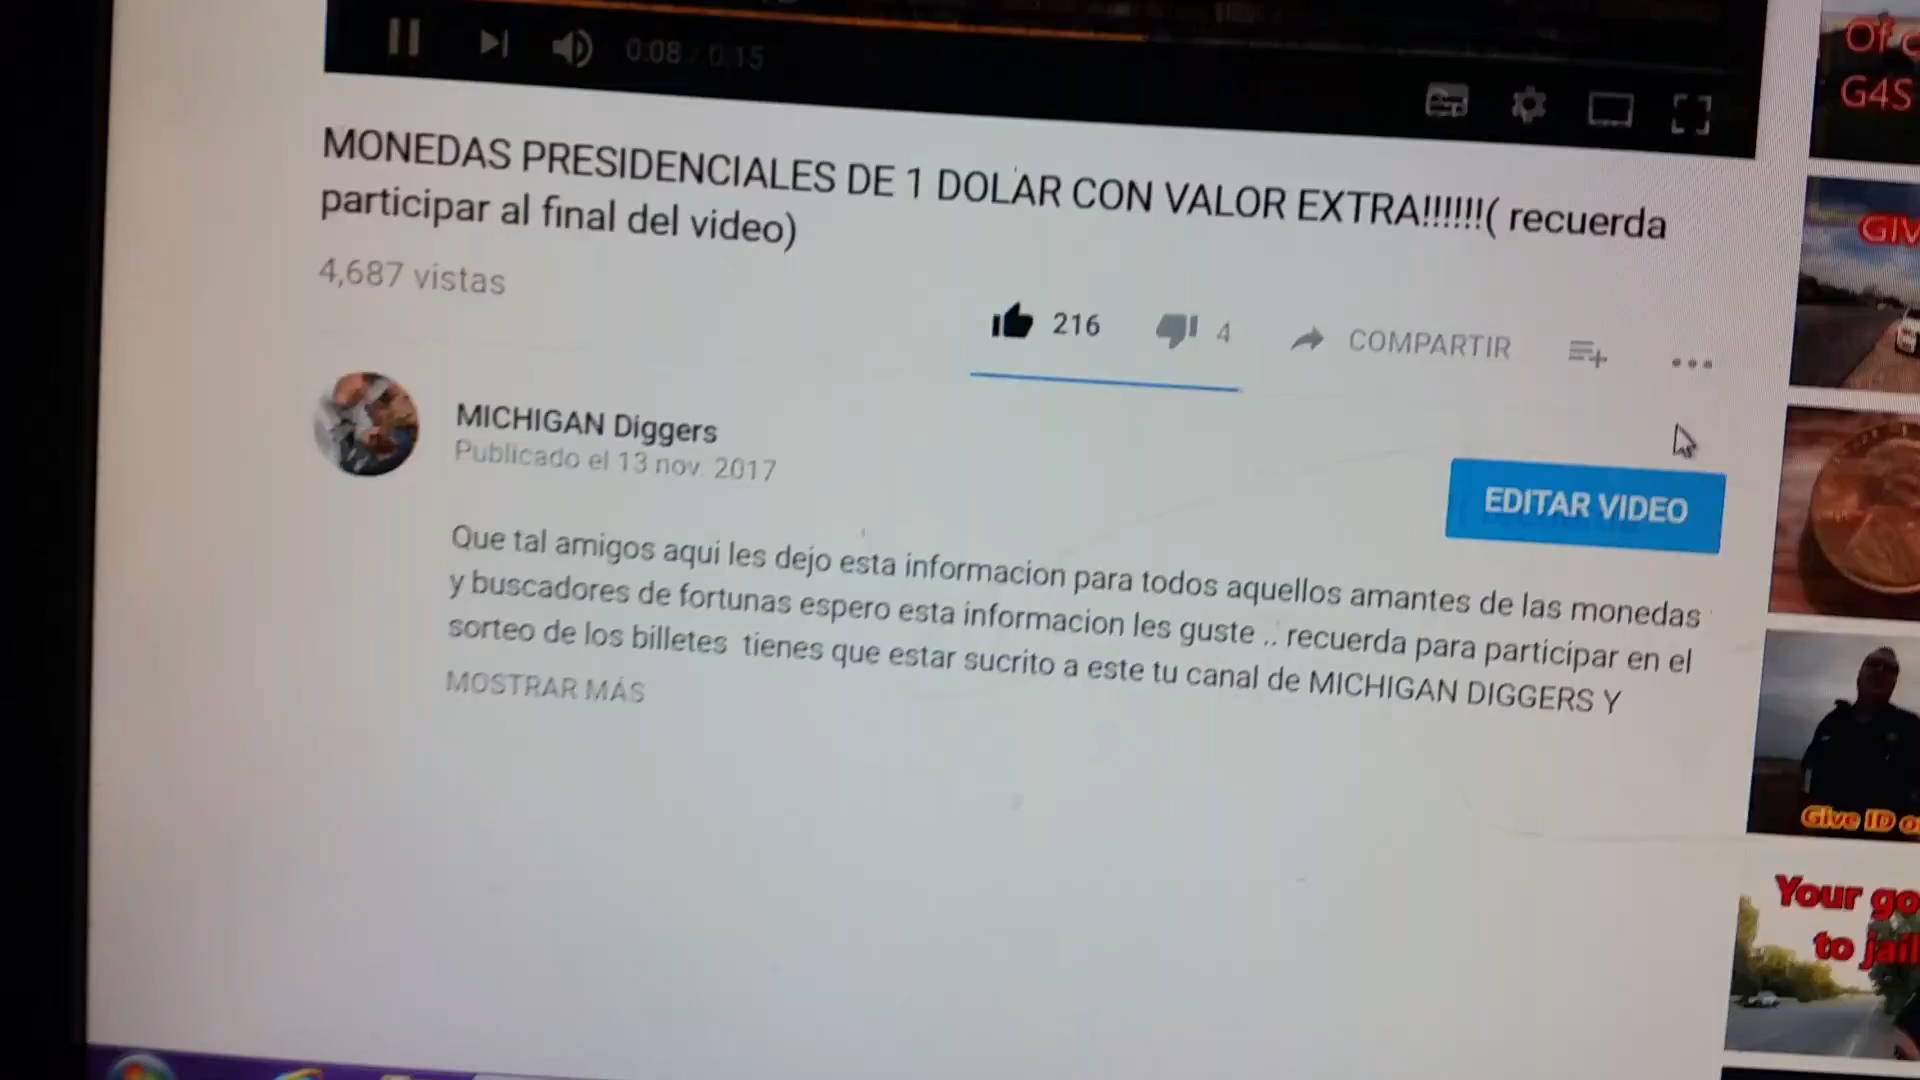 0:08 / 0:15
MONEDAS PRESIDENCIALES DE 1 DOLAR CON VALOR EXTRA!!!!!!( recuerda
participar al final del video)
4,687 vistas
216
4
COMPARTIR
MICHIGAN Diggers
Publicado el 13 nov. 2017
EDITAR VIDEO
Que tal amigos aqui les dejo esta informacion para todos aquellos amantes de las monedas
y buscadores de fortunas espero esta informacion les guste .. recuerda para participar en el
sorteo de los billetes tienes que estar sucrito a este tu canal de MICHIGAN DIGGERS Y
MOSTRAR MÁS
Of
G4S
Give ID
Your
to jail